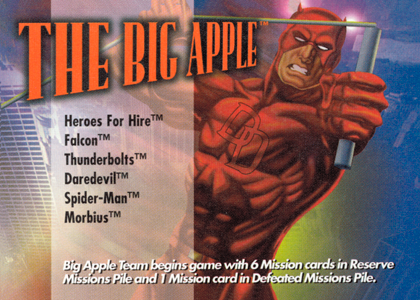 THE BIG APPLE™
Heroes For Hire™
Falcon™
Thunderbolts™
Daredevil™
Spider-Man™
Morbius™
DD
Big Apple Team begins game with 6 Mission cards in Reserve
Missions Pile and 1 Mission card in Defeated Missions Pile.